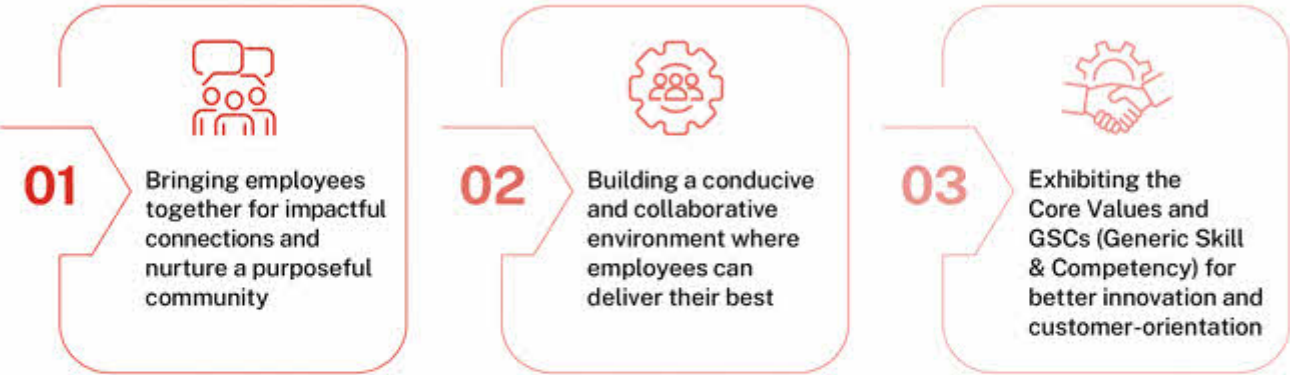 01
Bringing employees
together for impactful
connections and
nurture a purposeful
community
02
Building a conducive
and collaborative
environment where
employees can
deliver their best
03
Exhibiting the
Core Values and
GSCs (Generic Skill
& Competency) for
better innovation and
customer-orientation